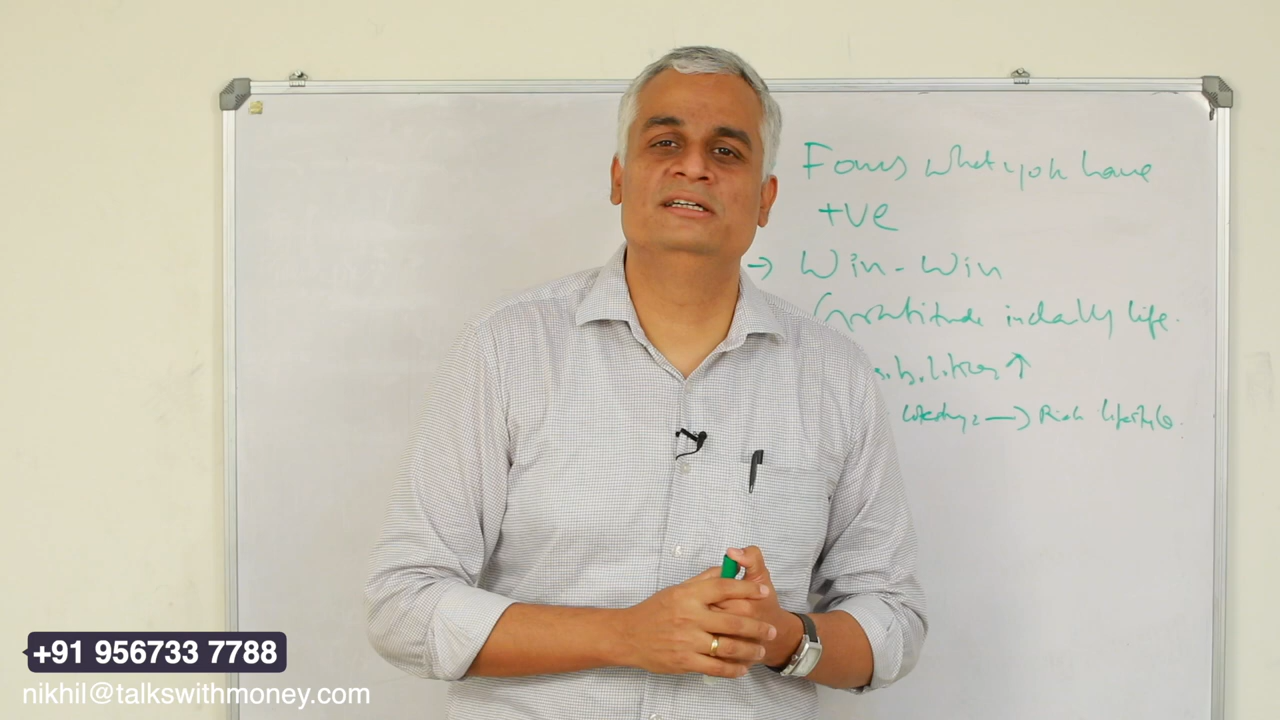 Focus what you have
+ve
→ Win-Win
Gratitude in daily life.
↑
→ Rich lifestyle.
+91 956733 7788
nikhil@talkswithmoney.com